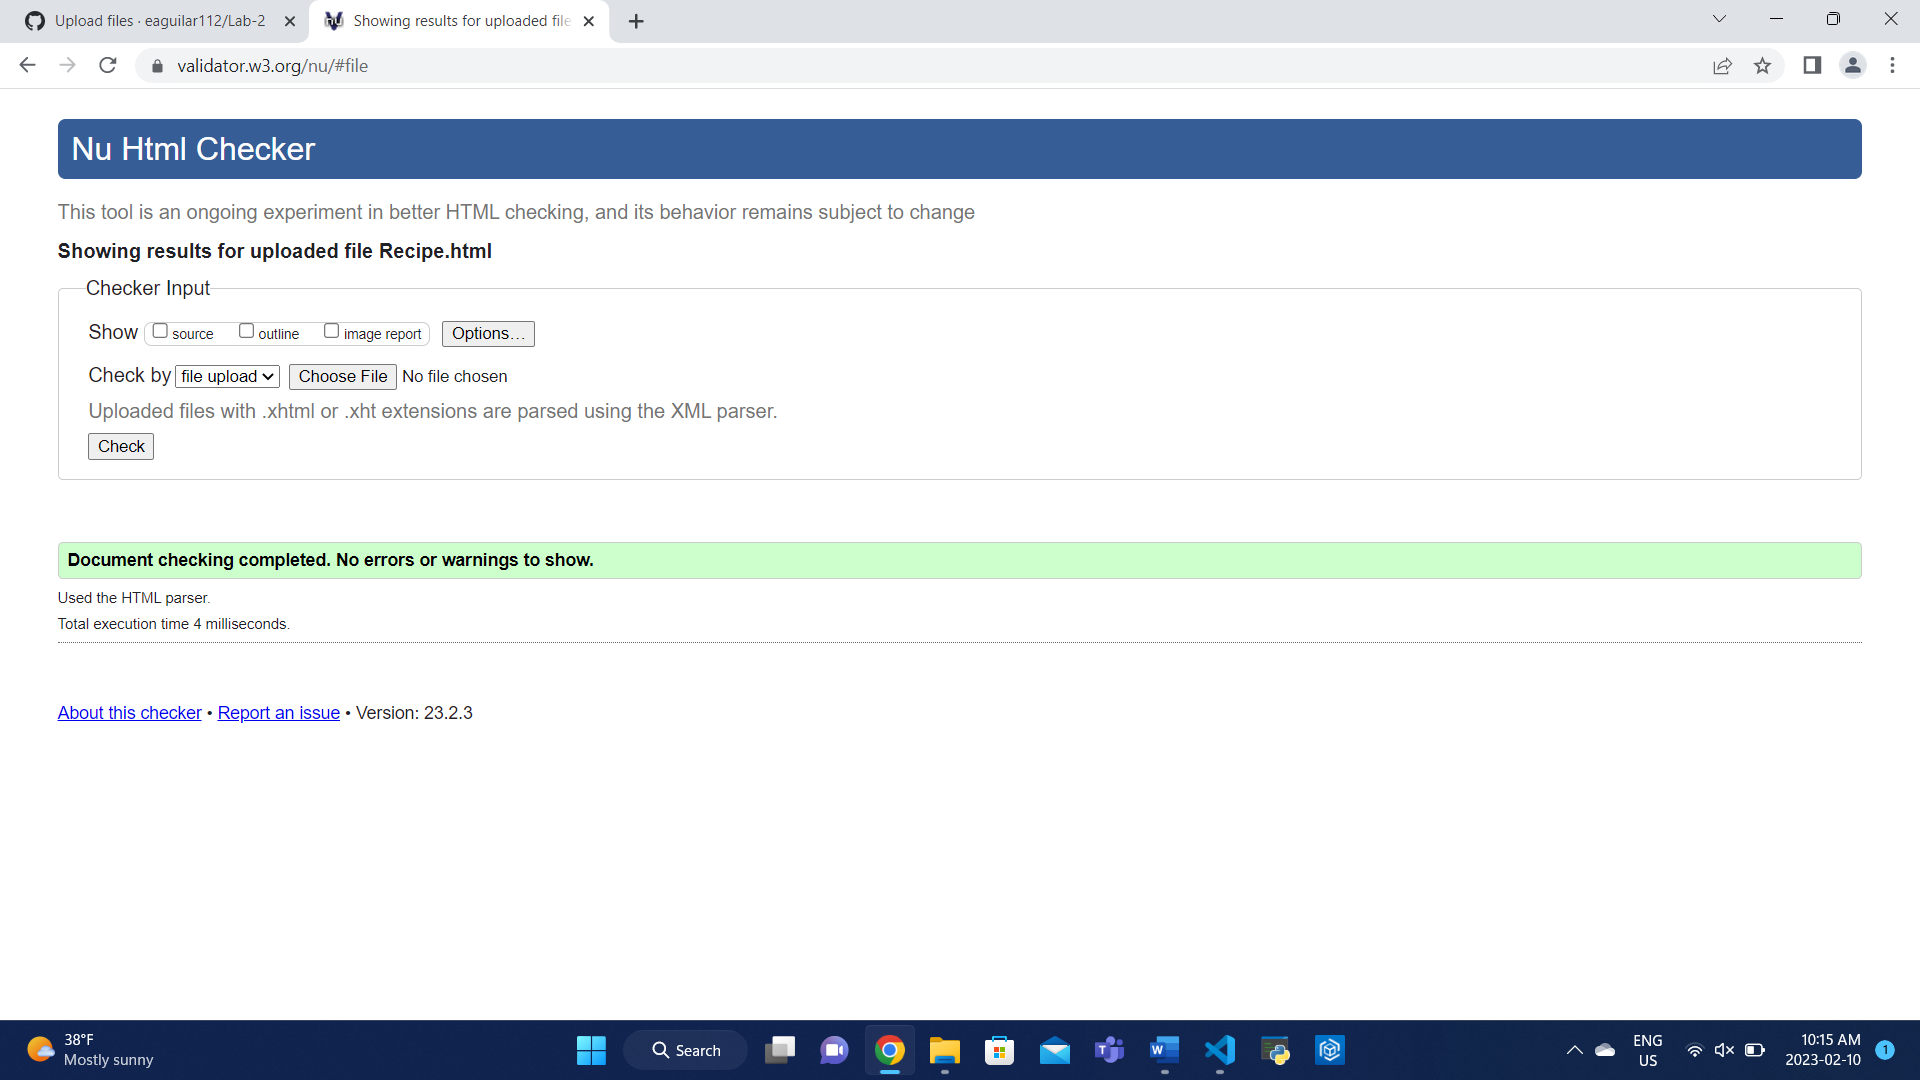 Upload files · eaguilar112/Lab-2
Showing results for uploaded file
validator.w3.org/nu/#file
Nu Html Checker
This tool is an ongoing experiment in better HTML checking, and its behavior remains subject to change
Showing results for uploaded file Recipe.html
Checker Input
Show source outline image report Options…
Check by file upload Choose File No file chosen
Uploaded files with .xhtml or .xht extensions are parsed using the XML parser.
Check
Document checking completed. No errors or warnings to show.
Used the HTML parser.
Total execution time 4 milliseconds.
About this checker • Report an issue • Version: 23.2.3
38°F
Mostly sunny
Search
ENG
US
10:15 AM
2023-02-10
1